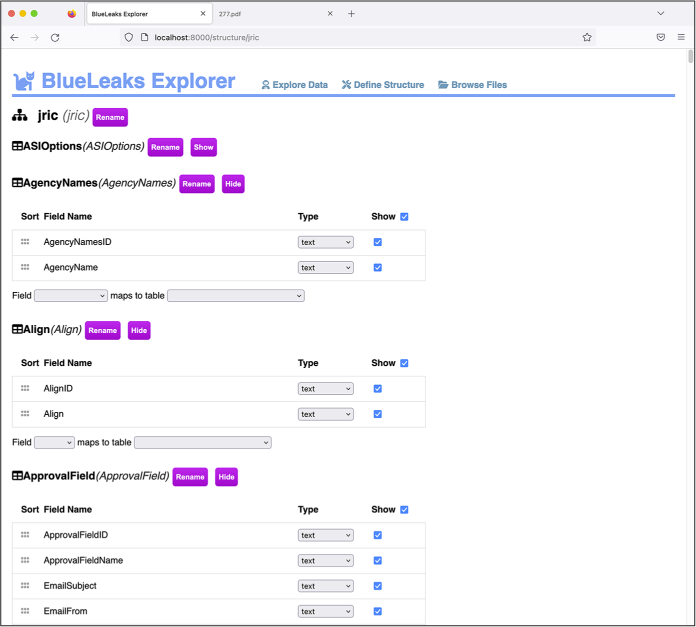 BlueLeaks Explorer
277.pdf
localhost:8000/structure/jric
BlueLeaks Explorer Explore Data Define Structure Browse Files
jric (jric) Rename
ASIOptions(ASIOptions) Rename Show
AgencyNames(AgencyNames) Rename Hide
Sort Field Name Type Show
AgencyNamesID text
AgencyName text
Field maps to table
Align(Align) Rename Hide
Sort Field Name Type Show
AlignID text
Align text
Field maps to table
ApprovalField(ApprovalField) Rename Hide
Sort Field Name Type Show
ApprovalFieldID text
ApprovalFieldName text
EmailSubject text
EmailFrom text